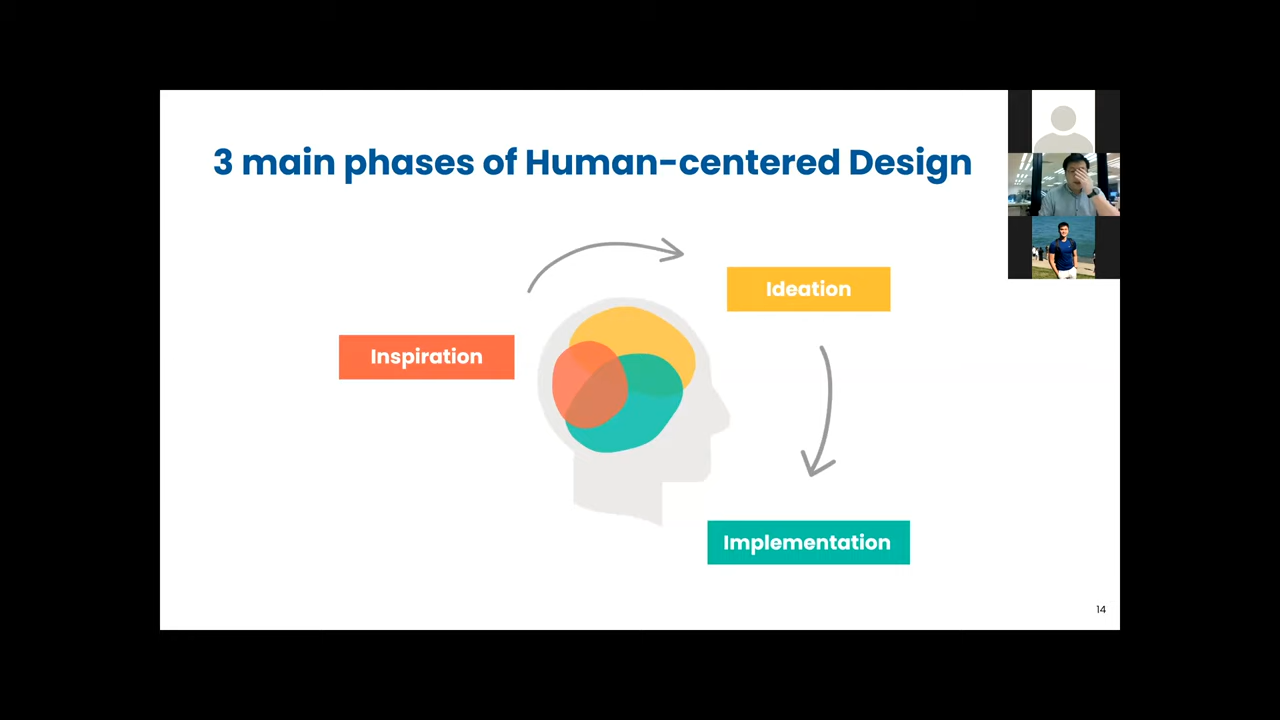 3 main phases of Human-centered Design
Ideation
Inspiration
Implementation
14